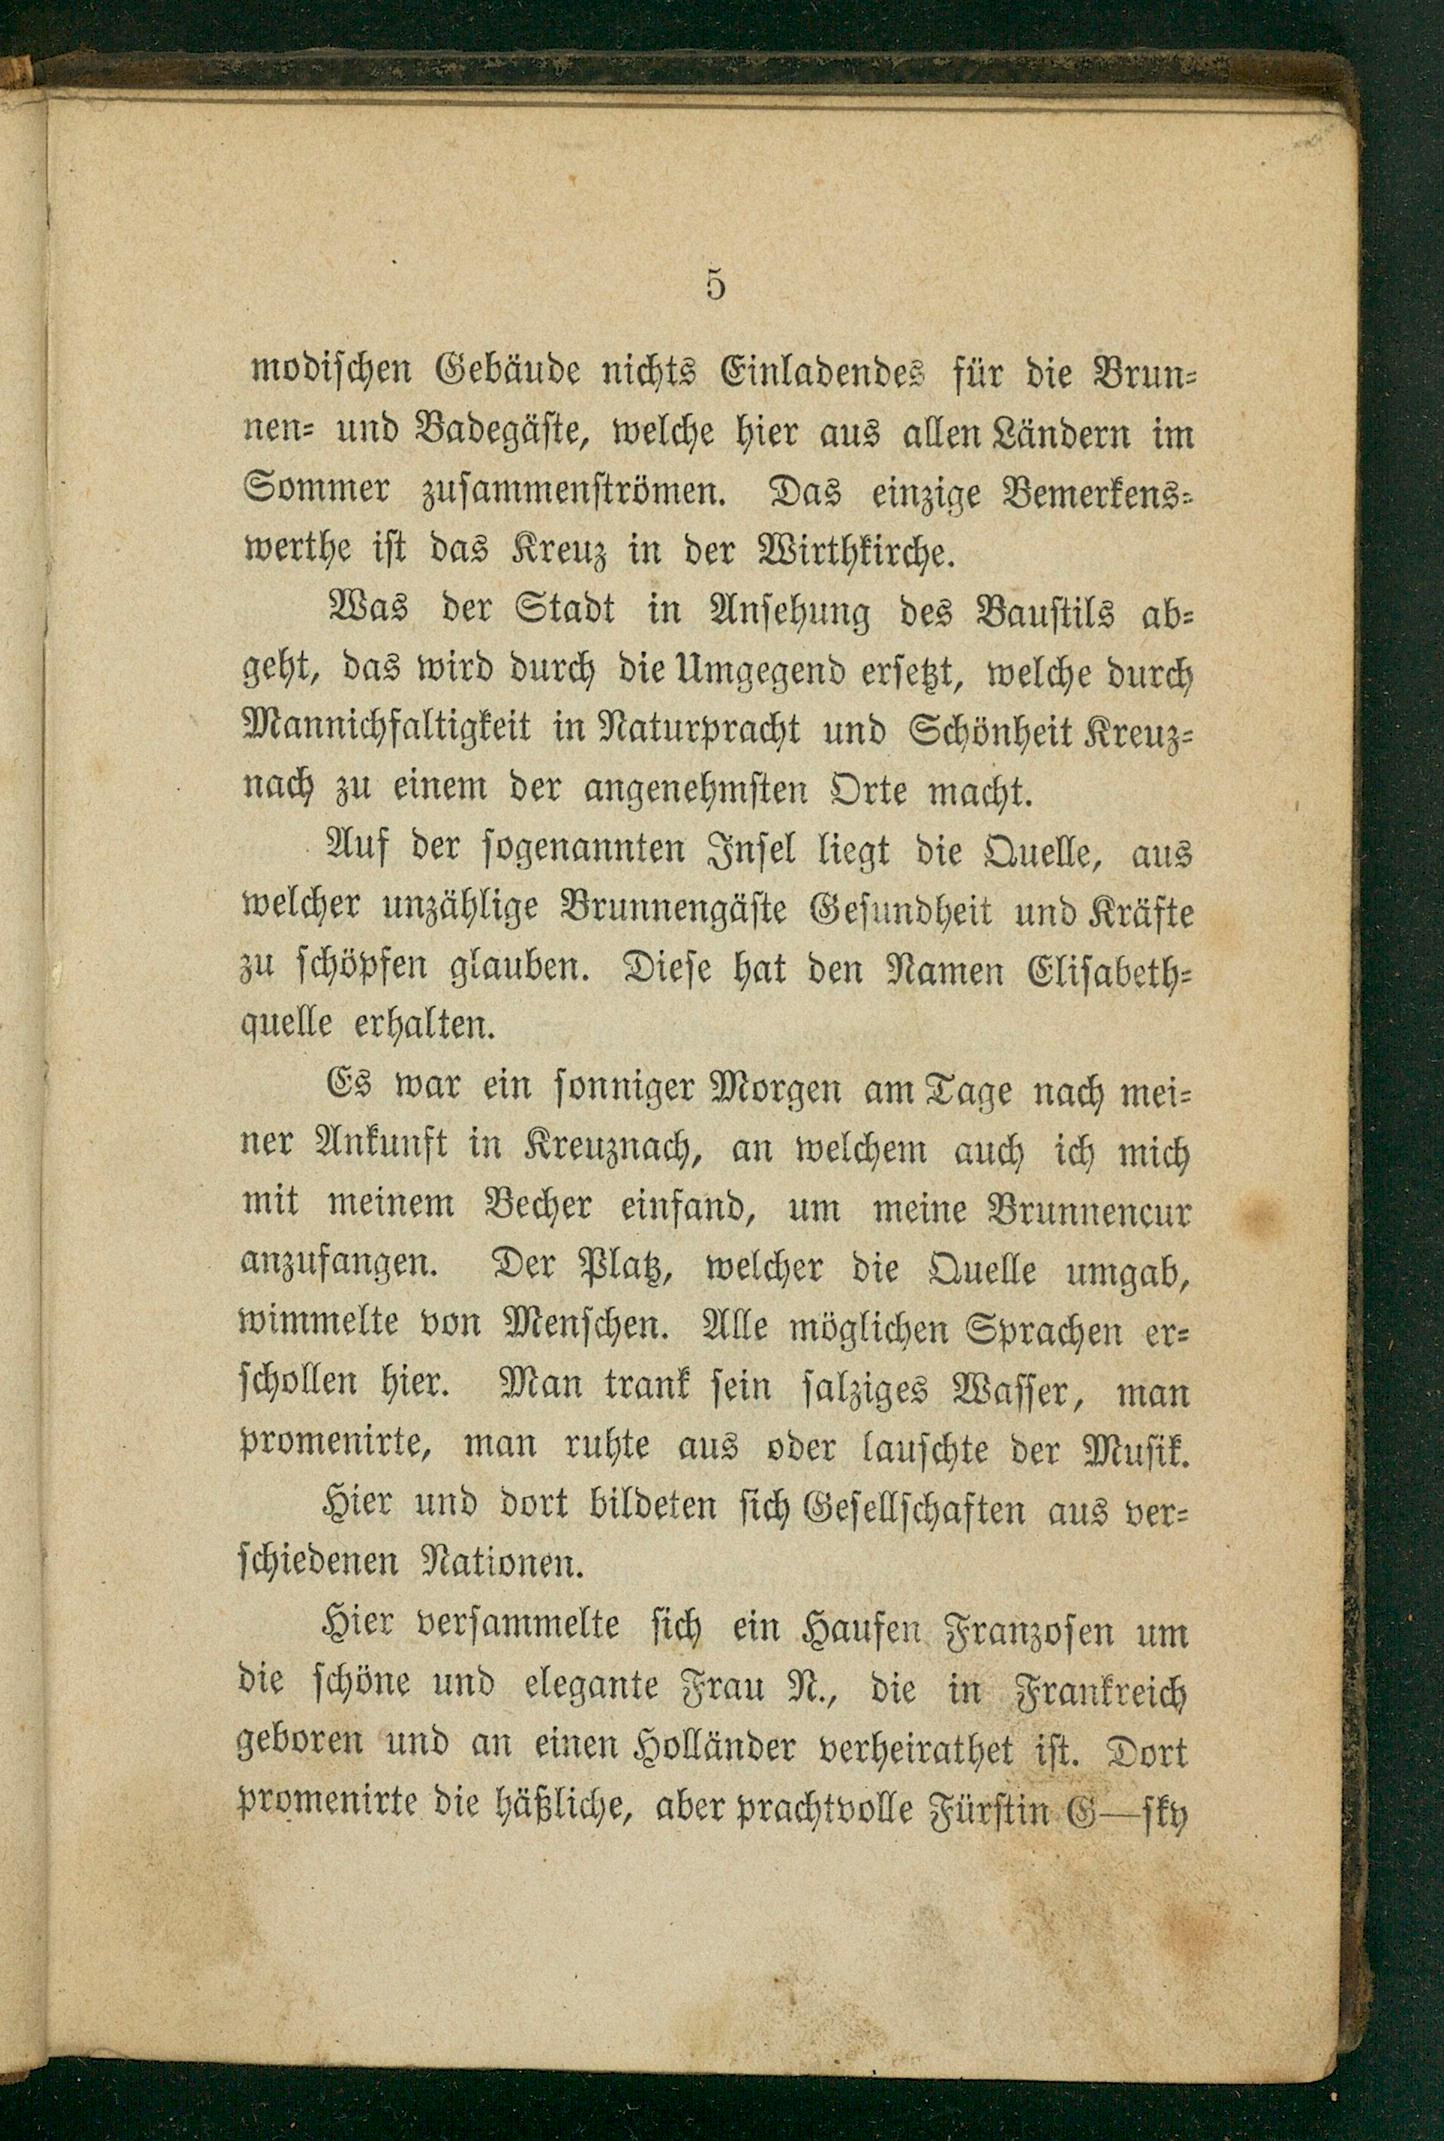 5
modischen Gebäude nichts Einladendes für die Brun-
nen- und Badegäste, welche hier aus allen Ländern im
Sommer zusammenströmen. Das einzige Bemerkens-
werthe ist das Kreuz in der Wirthkirche.
Was der Stadt in Ansehung des Baustils ab-
geht, das wird durch die Umgegend ersetzt, welche durch
Mannichfaltigkeit in Naturpracht und Schönheit Kreuz-
nach zu einem der angenehmsten Orte macht.
Auf der sogenannten Insel liegt die Quelle, aus
welcher unzählige Brunnengäste Gesundheit und Kräfte
zu schöpfen glauben. Diese hat den Namen Elisabeth-
quelle erhalten.
Es war ein sonniger Morgen am Tage nach mei-
ner Ankunft in Kreuznach, an welchem auch ich mich
mit meinem Becher einfand, um meine Brunnencur
anzufangen. Der Platz, welcher die Quelle umgab,
wimmelte von Menschen. Alle möglichen Sprachen er-
schollen hier. Man trank sein salziges Wasser, man
promenirte, man ruhte aus oder lauschte der Musik.
Hier und dort bildeten sich Gesellschaften aus ver-
schiedenen Nationen.
Hier versammelte sich ein Haufen Franzosen um
die schöne und elegante Frau N., die in Frankreich
geboren und an einen Holländer verheirathet ist. Dort
promenirte die häßliche, aber prachtvolle Fürstin G—sky